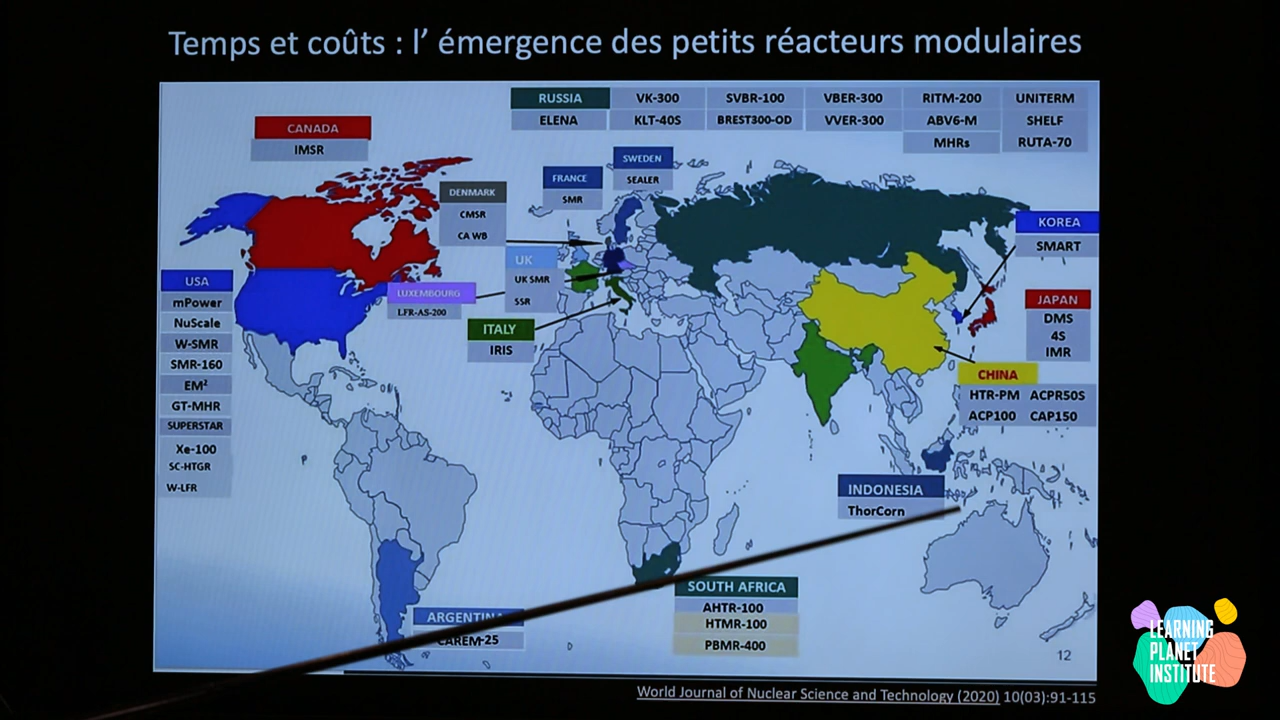 Temps et coûts : l’ émergence des petits réacteurs modulaires
RUSSIA VK-300 SVBR-100 VBER-300 RITM-200 UNITERM
ELENA KLT-40S BREST300-OD VVER-300 ABV6-M SHELF
MHRs RUTA-70
CANADA
IMSR
SWEDEN
SEALER
FRANCE
SMR
DENMARK
CMSR
CA WB
KOREA
SMART
UK
UK SMR
SSR
USA
mPower
NuScale
W-SMR
SMR-160
EM²
GT-MHR
SUPERSTAR
Xe-100
SC-HTGR
W-LFR
LUXEMBOURG
LFR-AS-200
ITALY
IRIS
JAPAN
DMS
4S
IMR
CHINA
HTR-PM ACPR50S
ACP100 CAP150
INDONESIA
ThorCorn
SOUTH AFRICA
AHTR-100
HTMR-100
PBMR-400
ARGENTINA
CAREM-25
12
World Journal of Nuclear Science and Technology (2020) 10(03):91-115
LEARNING
PLANET
INSTITUTE